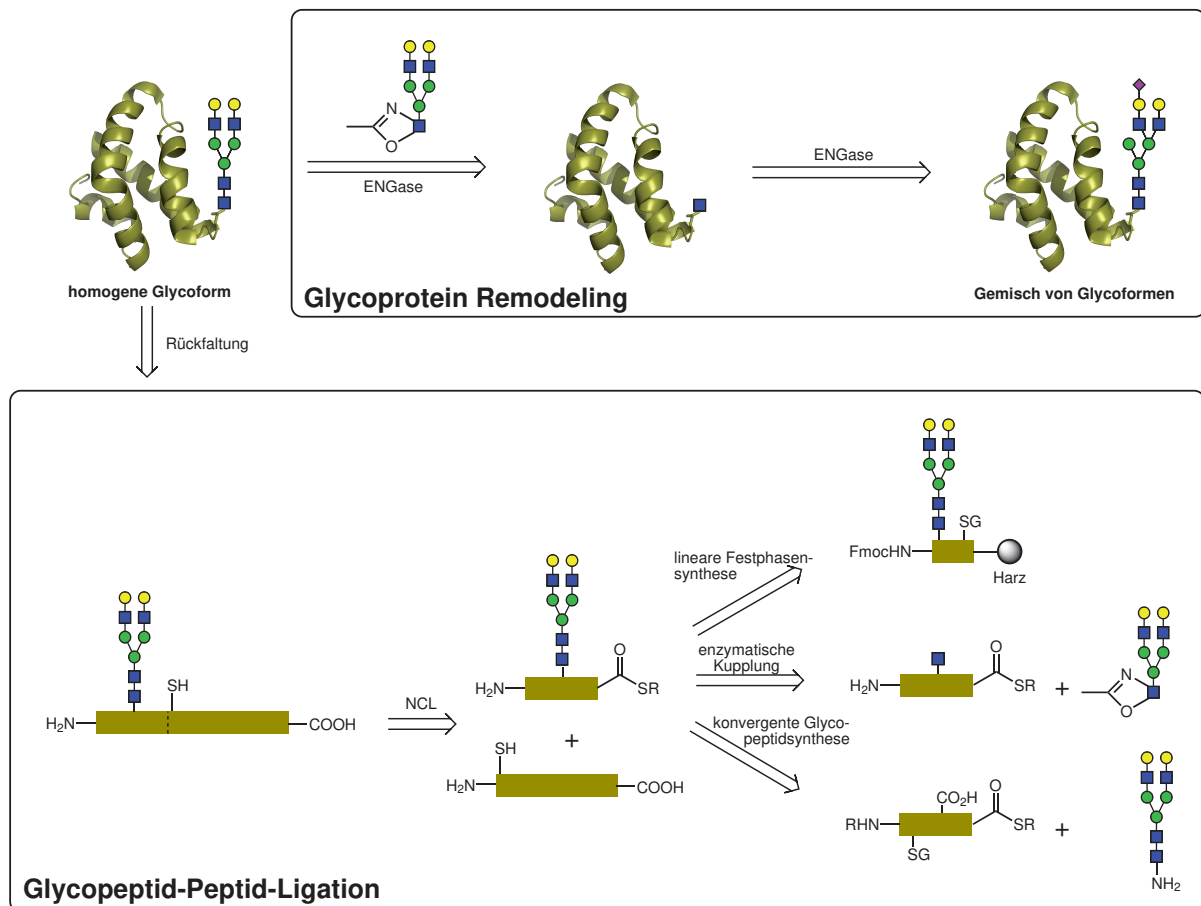 N
O
ENGase
ENGase
homogene Glycoform
Glycoprotein Remodeling
Gemisch von Glycoformen
Rückfaltung
SG
FmocHN
Harz
lineare Festphasen-
synthese
SH
H₂N
COOH
NCL
H₂N
O
SR
+
SH
H₂N
COOH
enzymatische
Kupplung
H₂N
O
SR
+
N
O
konvergente Glyco-
peptidsynthese
RHN
CO₂H
SG
O
SR
+
NH₂
Glycopeptid-Peptid-Ligation